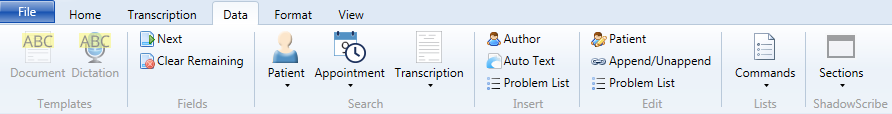 File Home Transcription Data Format View
ABC ABC
Document Dictation
Templates
Next
Clear Remaining
Fields
Patient Appointment Transcription
Search
Author
Auto Text
Problem List
Insert
Patient
Append/Unappend
Problem List
Edit
Commands
Lists
Sections
ShadowScribe